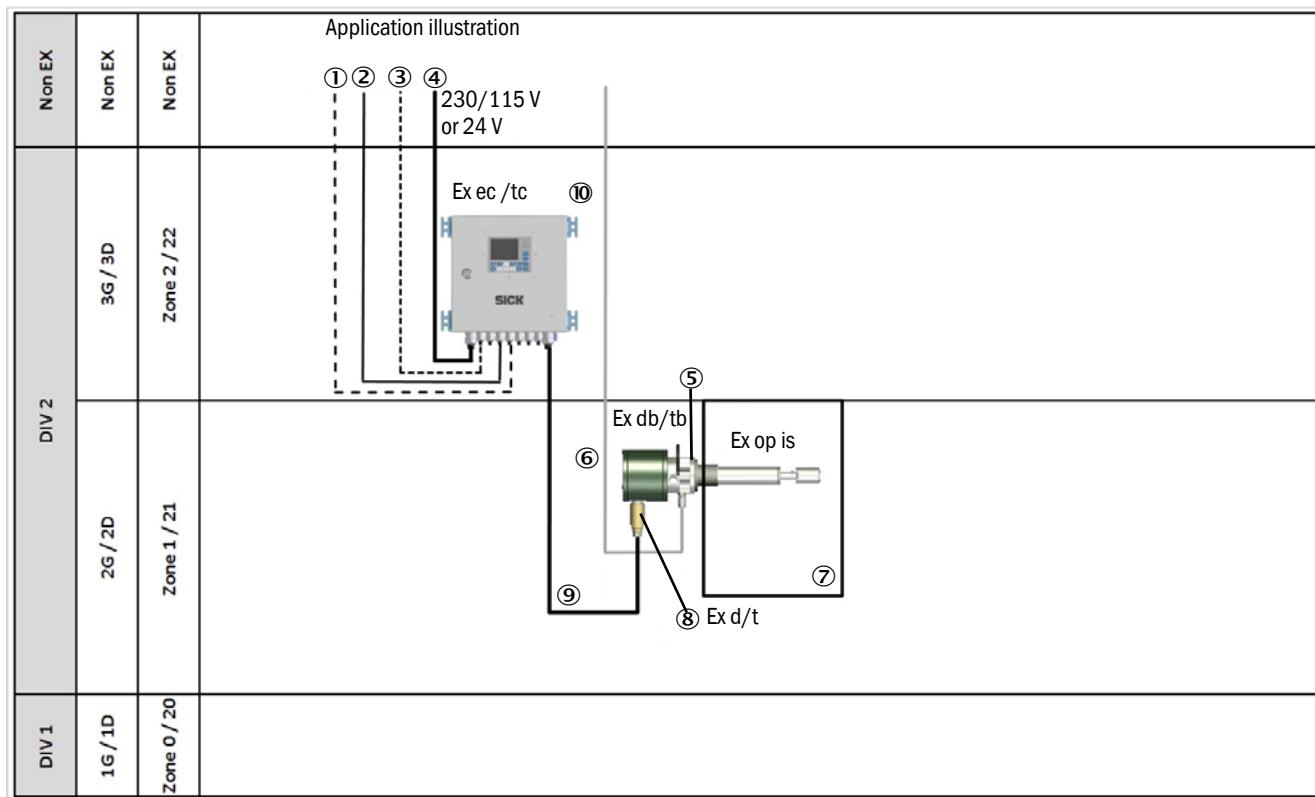 Application illustration
Non EX
Non EX
Non EX
① ② ③ ④
230/115 V
or 24 V
DIV 2
3G / 3D
Zone 2 / 22
Ex ec /tc ⑩
SICK
⑤
2G / 2D
Zone 1 / 21
Ex db/tb
⑥
Ex op is
⑦
⑨
⑧ Ex d/t
DIV 1
1G / 1D
Zone 0 / 20